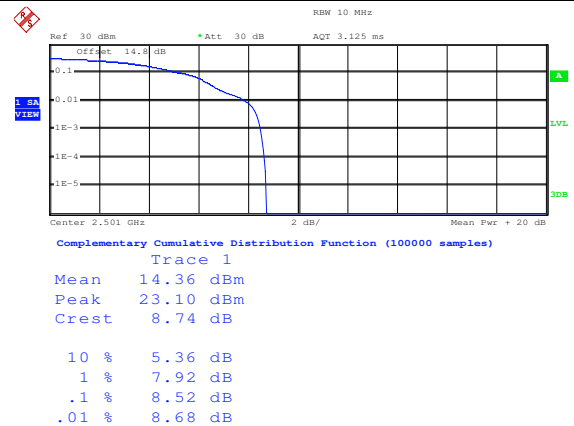 RBW 10 MHz
Ref 30 dBm *Att 30 dB AQT 3.125 ms
Offset 14.8 dB
0.1
A
0.01
1 SA
VIEW
1E-3
LVL
1E-4
1E-5
3DB
Center 2.501 GHz 2 dB/ Mean Pwr + 20 dB
Complementary Cumulative Distribution Function (100000 samples)
Trace 1
Mean 14.36 dBm
Peak 23.10 dBm
Crest 8.74 dB
10 % 5.36 dB
1 % 7.92 dB
.1 % 8.52 dB
.01 % 8.68 dB